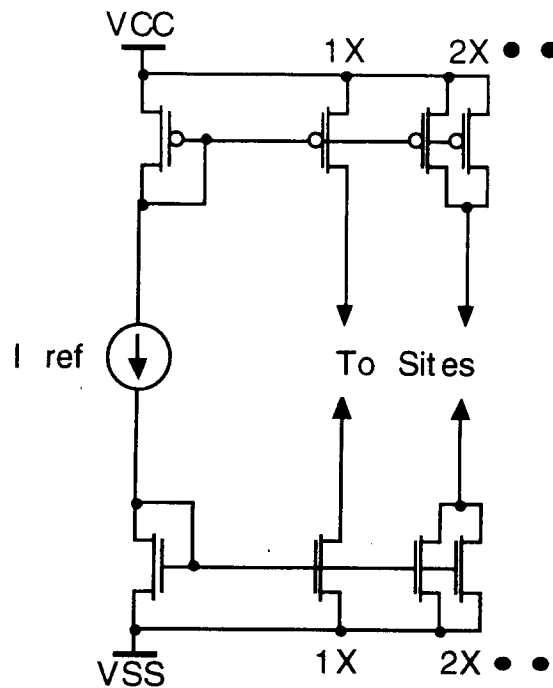 VCC
1X 2X
I ref
To Sites
VSS
1X 2X